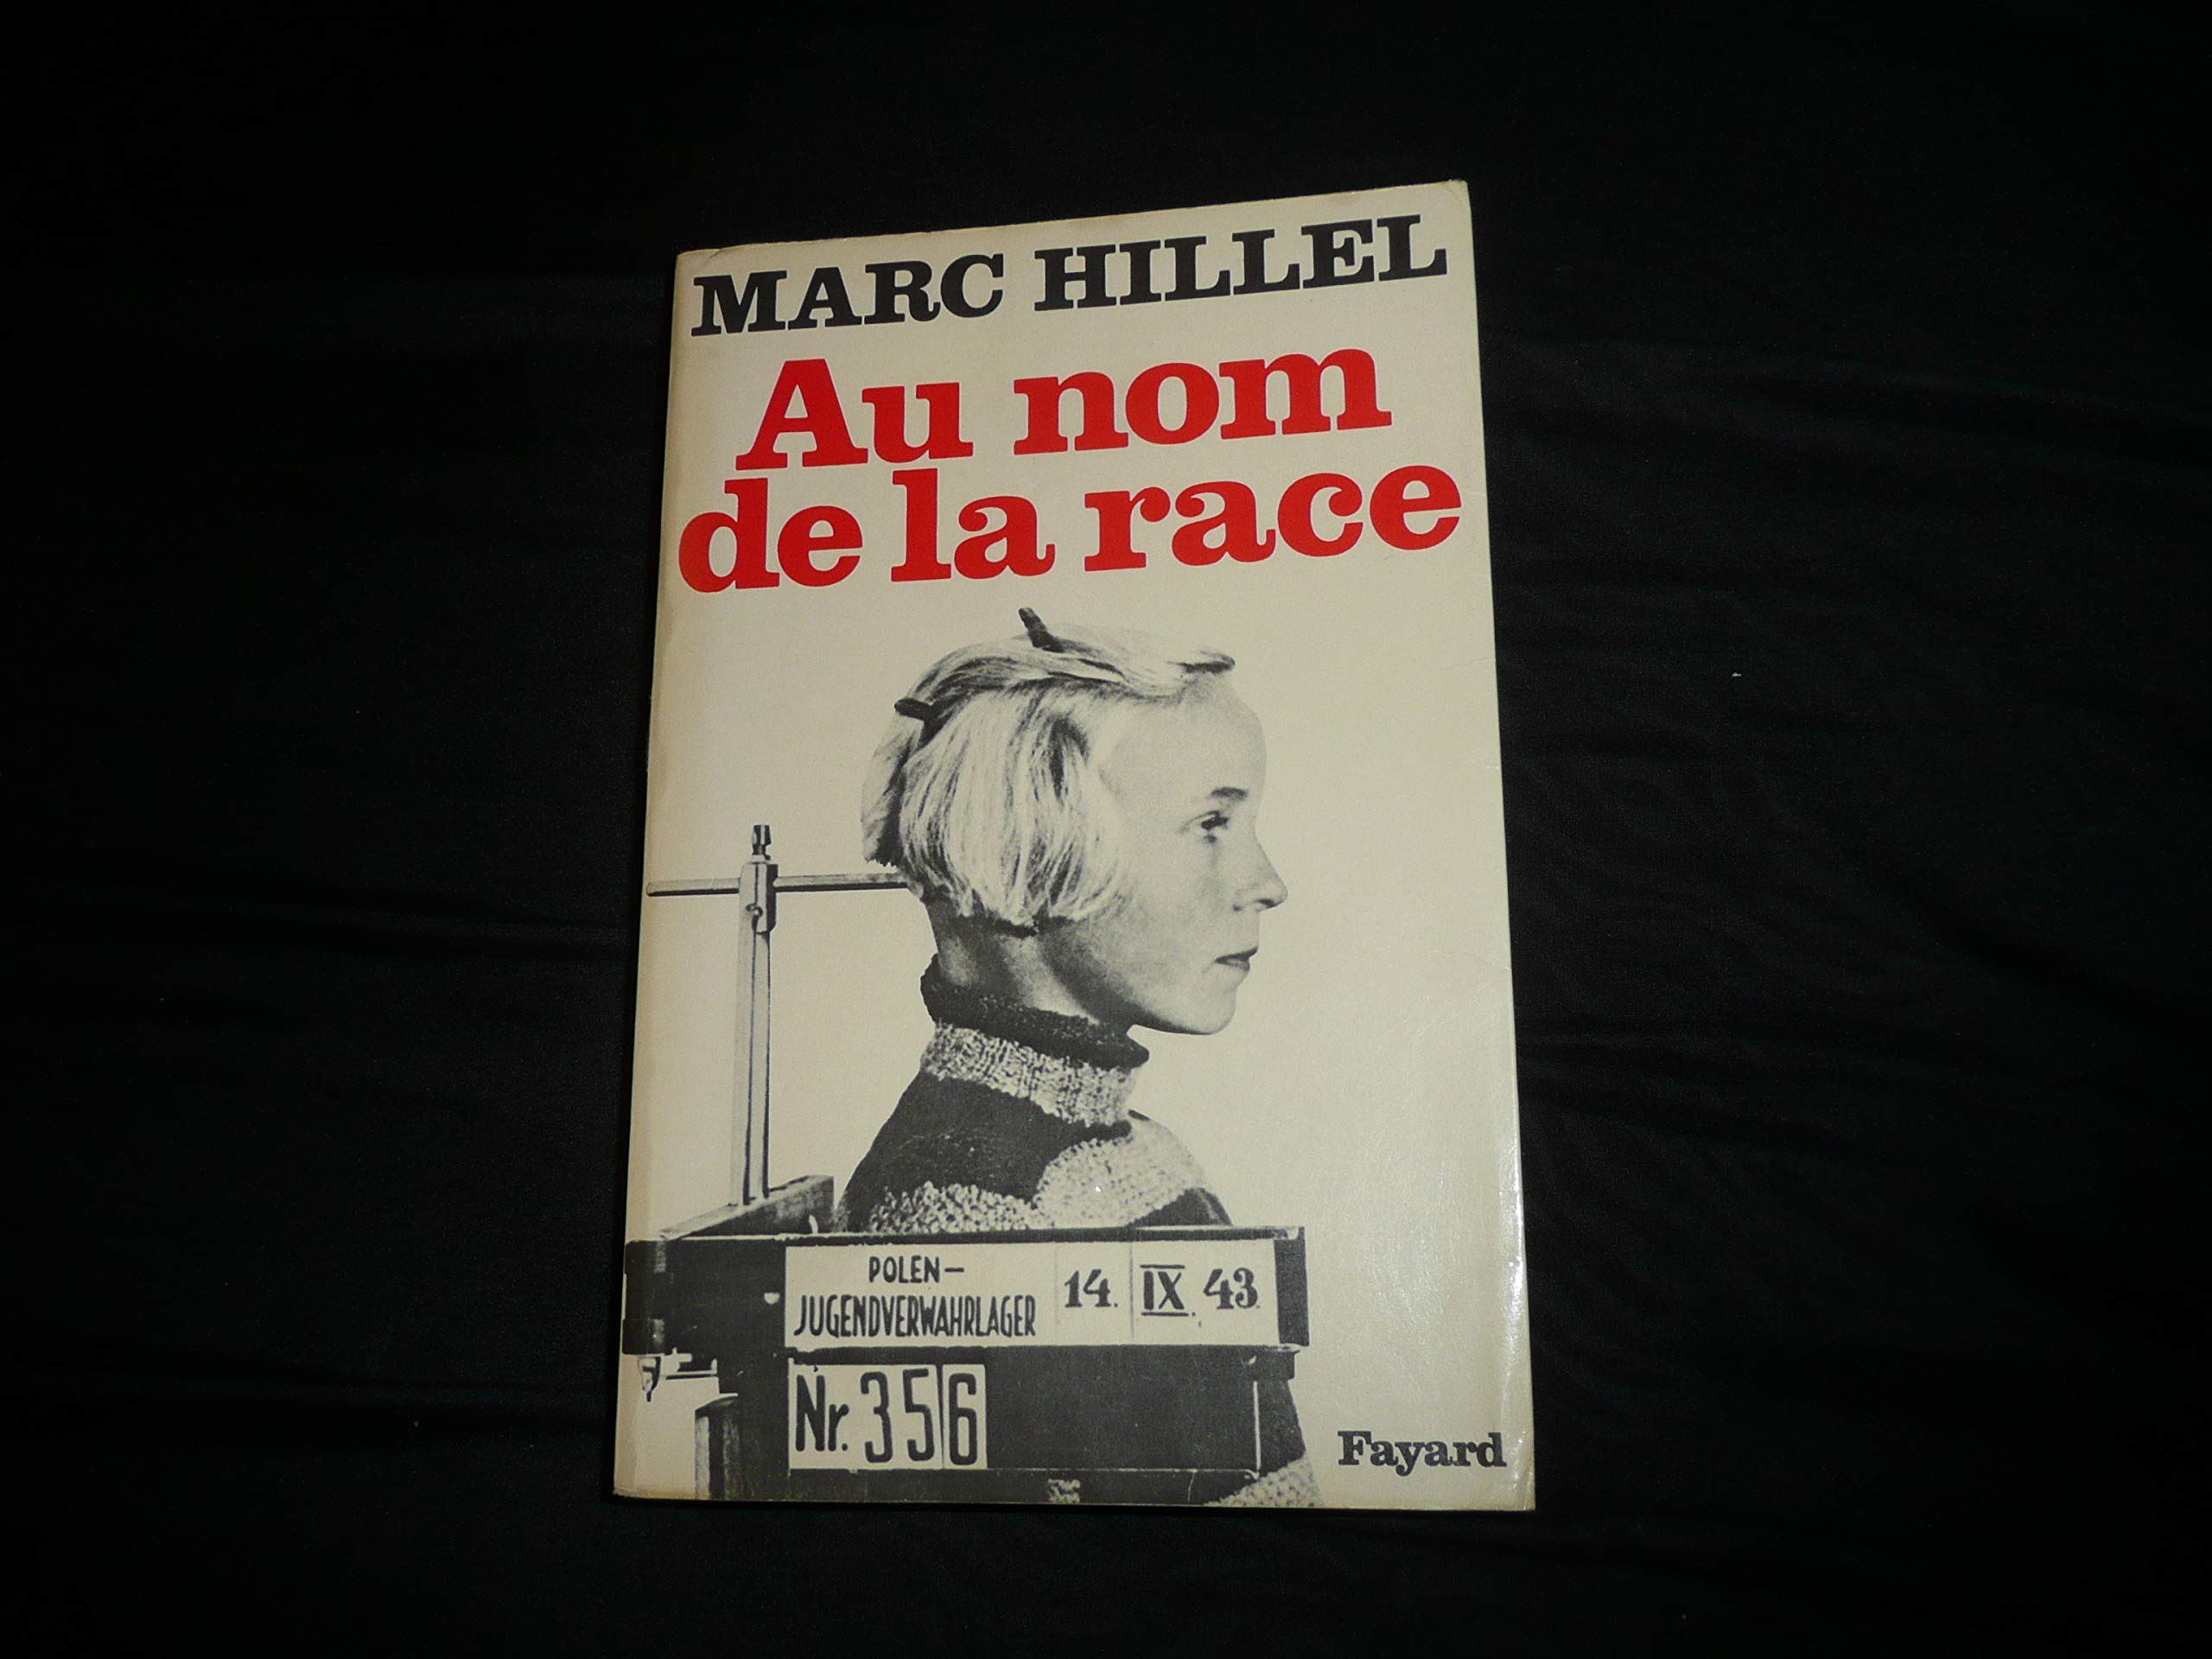 MARC HILLEL
Au nom
de la race
POLEN–
JUGENDVERWAHRLAGER
14. IX. 43.
Nr. 356
Fayard